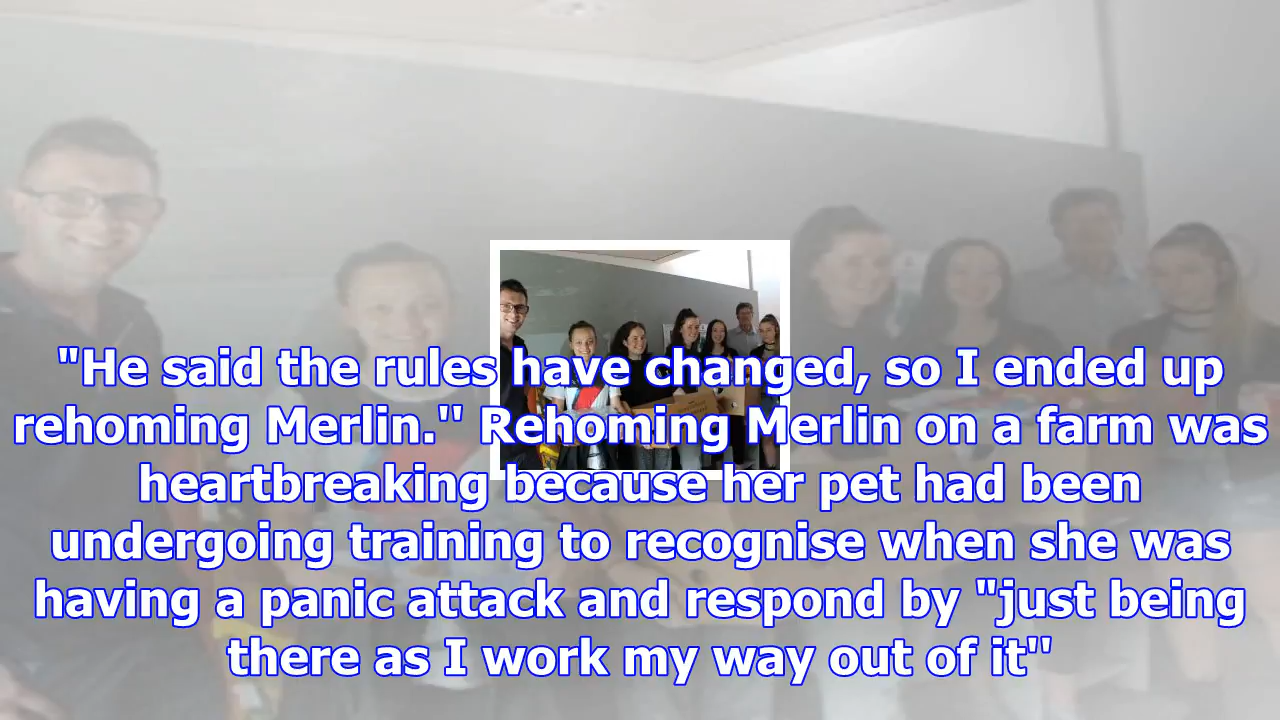 "He said the rules have changed, so I ended up
rehoming Merlin.'' Rehoming Merlin on a farm was
heartbreaking because her pet had been
undergoing training to recognise when she was
having a panic attack and respond by "just being
there as I work my way out of it''